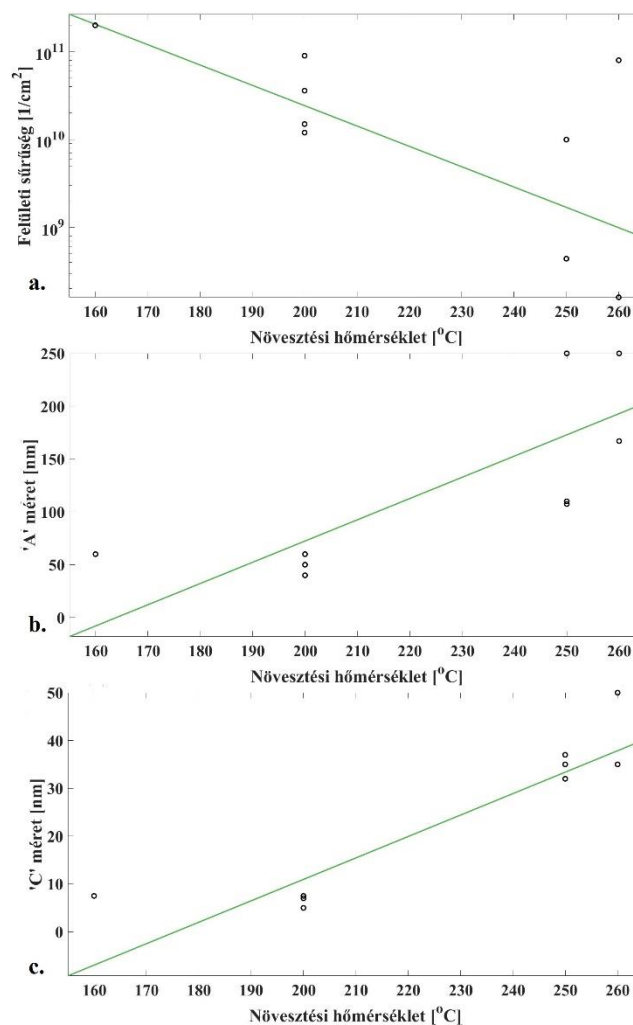 10¹¹
10¹⁰
10⁹
Felületi sűrűség [1/cm²]
a.
160 170 180 190 200 210 220 230 240 250 260
Növesztési hőmérséklet [°C]
250
200
150
100
50
0
'A' méret [nm]
b.
160 170 180 190 200 210 220 230 240 250 260
Növesztési hőmérséklet [°C]
50
40
30
20
10
0
'C' méret [nm]
c.
160 170 180 190 200 210 220 230 240 250 260
Növesztési hőmérséklet [°C]